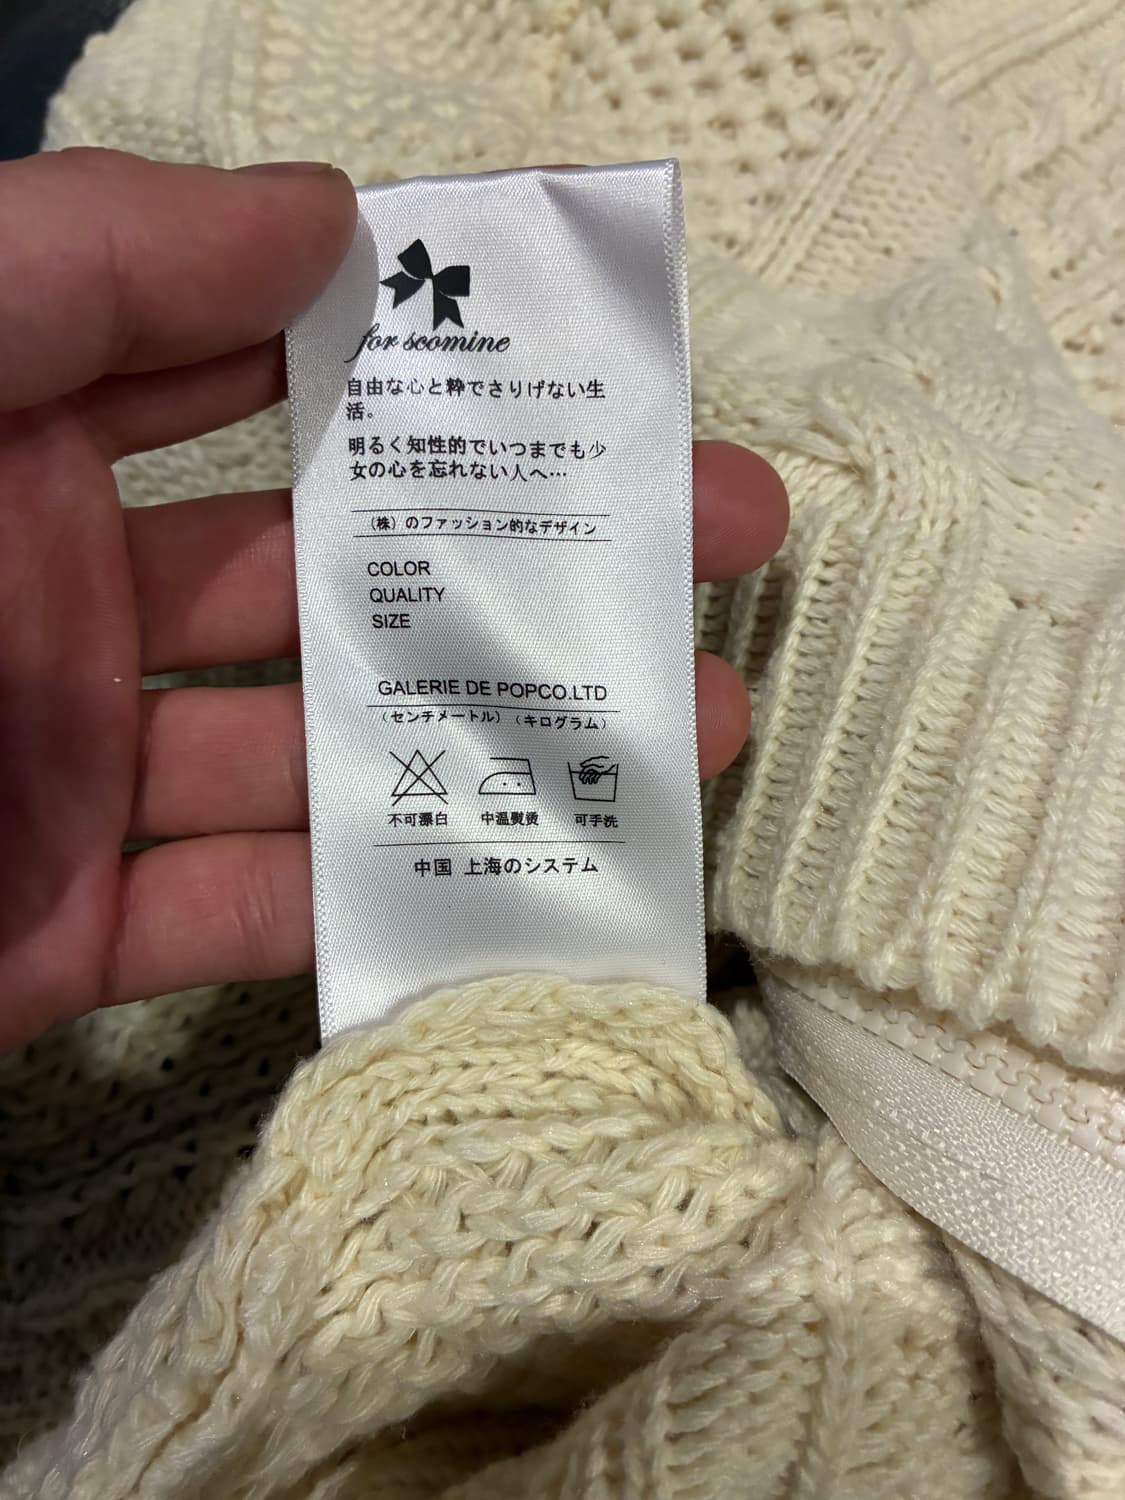 for scomine
自由な心と粋でさりげない生
活。
明るく知性的でいつまでも少
女の心を忘れない人へ…
（株）のファッション的なデザイン
COLOR
QUALITY
SIZE
GALERIE DE POPCO.LTD
（センチメートル）（キログラム）
不可漂白 中温熨烫 可手洗
中国 上海のシステム